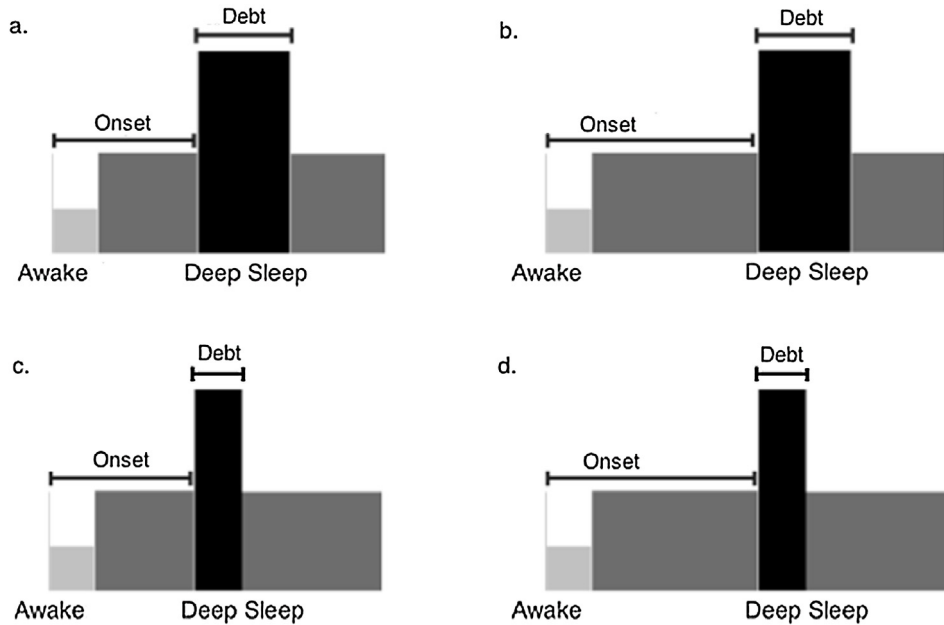 a.
Debt
Onset
Awake
Deep Sleep
b.
Debt
Onset
Awake
Deep Sleep
c.
Debt
Onset
Awake
Deep Sleep
d.
Debt
Onset
Awake
Deep Sleep